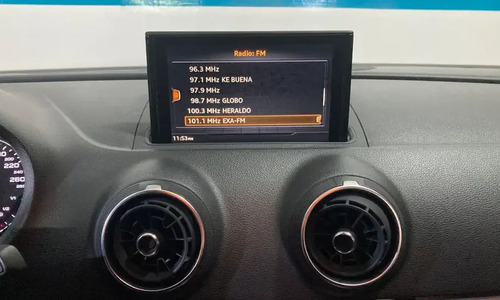 Radio: FM
96.3 MHz
97.1 MHz KE BUENA
97.9 MHz
98.7 MHz GLOBO
100.3 MHz HERALDO
101.1 MHz EXA-FM
11:53
220
240
260